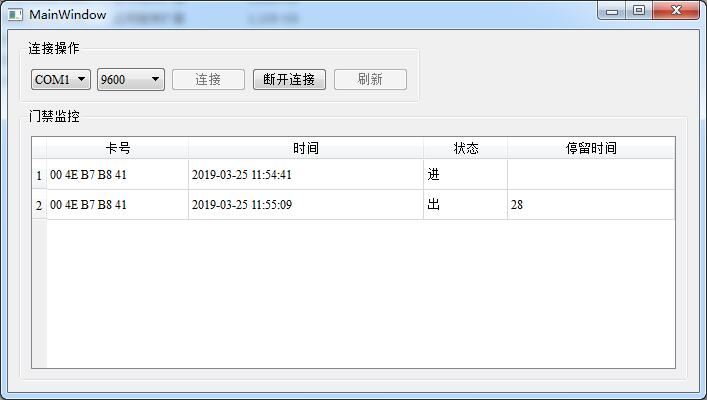 MainWindow
连接操作
COM1 9600 连接 断开连接 刷新
门禁监控
卡号 时间 状态 停留时间
1 00 4E B7 B8 41 2019-03-25 11:54:41 进
2 00 4E B7 B8 41 2019-03-25 11:55:09 出 28